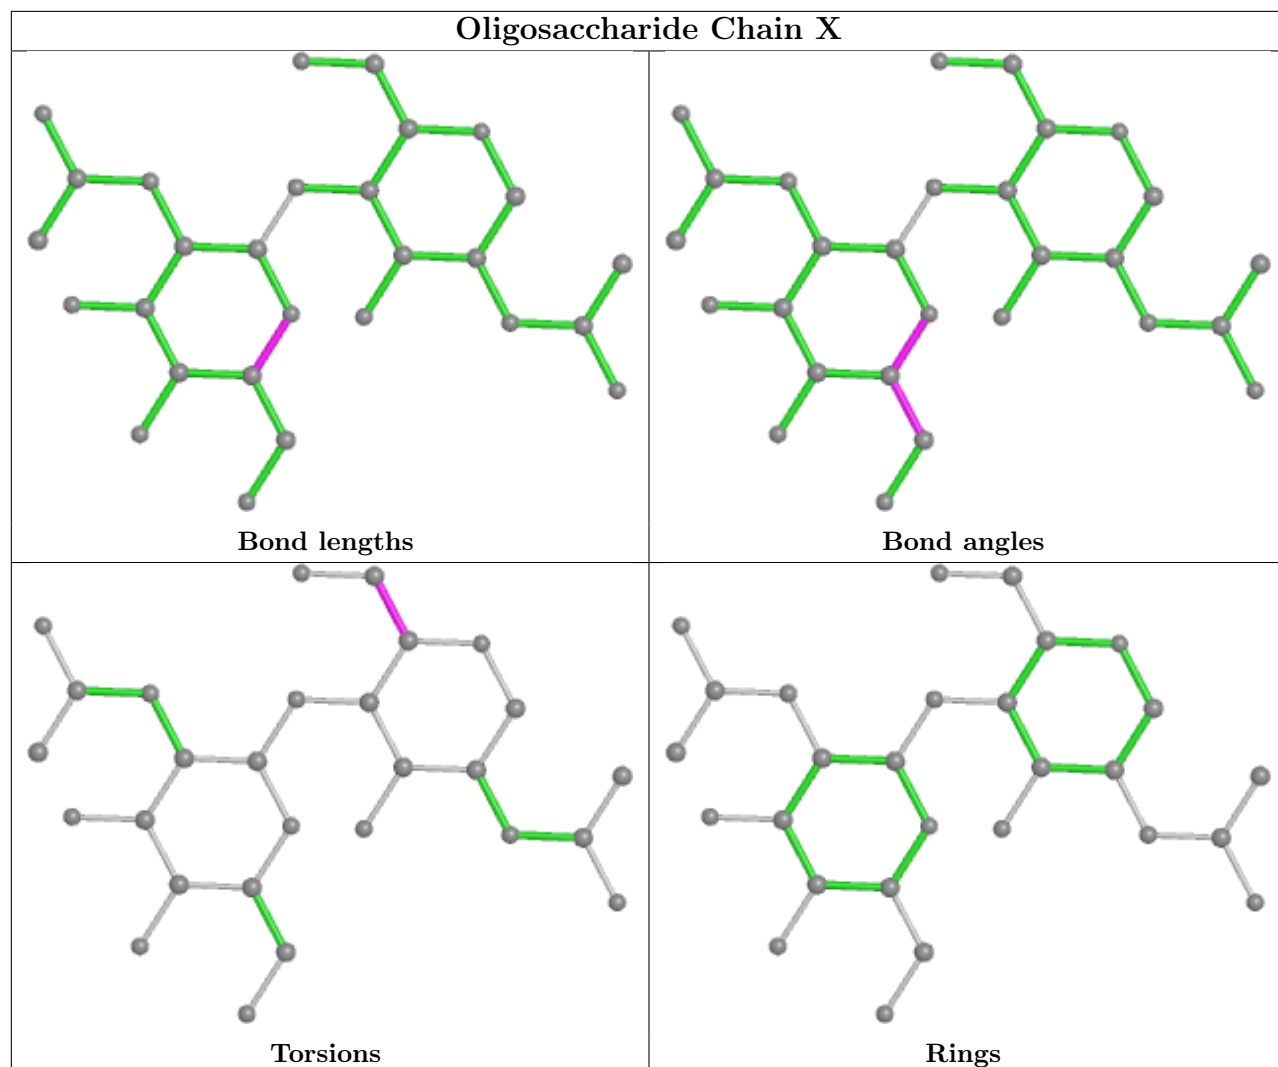 Oligosaccharide Chain X
Bond lengths
Bond angles
Torsions
Rings